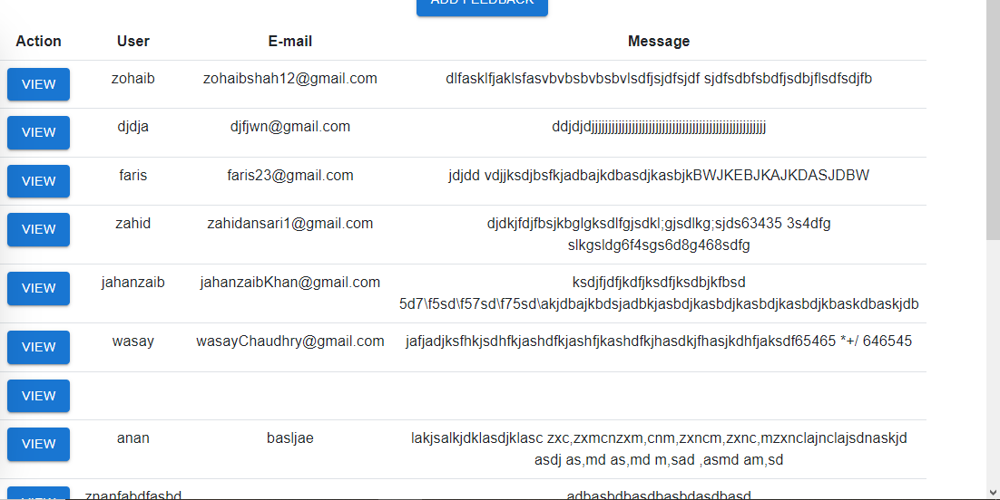 ADD FEEDBACK
Action User E-mail Message
VIEW zohaib zohaibshah12@gmail.com dlfasklfjaklsfasvbvbsbvbsbvlsdfjsjdfsjdf sjdfsdbfsbdfjsdbjflsdfsdjfb
VIEW djdja djfjwn@gmail.com
VIEW faris faris23@gmail.com jdjdd vdjjksdjbsfkjadbajkdbasdjkasbjkBWJKEBJKAJKDASJDBW
VIEW zahid zahidansari1@gmail.com djdkjfdjfbsjkbglgksdlfgjsdkl;gjsdlkg;sjds63435 3s4dfg
slkgsldg6f4sgs6d8g468sdfg
VIEW jahanzaib jahanzaibKhan@gmail.com ksdjfjdfjkdfjksdfjksdbjkfbsd
5d7\f5sd\f57sd\f75sd\akjdbajkbdsjadbkjasbdjkasbdjkasbdjkasbdjkbaskdbaskjdb
VIEW wasay wasayChaudhry@gmail.com jafjadjksfhkjsdhfkjashdfkjashfjkashdfkjhasdkjfhasjkdhfjaksdf65465 *+/ 646545
VIEW
VIEW anan basljae lakjsalkjdklasdjklasc zxc,zxmcnzxm,cnm,zxncm,zxnc,mzxnclajnclajsdnaskjd
asdj as,md as,md m,sad ,asmd am,sd
VIEW znanfabdfasbd adbasbdbasdbasbdasdbasd